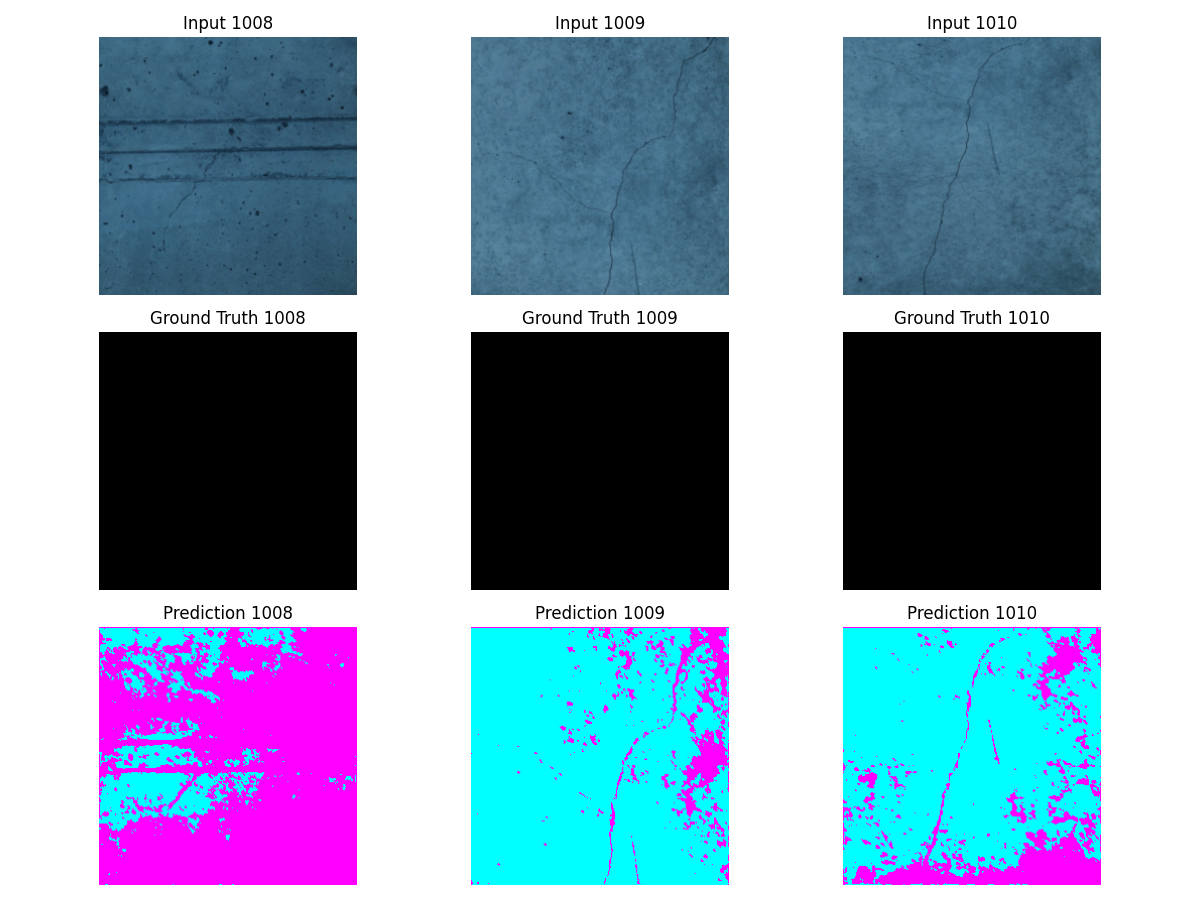 Input 1008
Input 1009
Input 1010
Ground Truth 1008
Ground Truth 1009
Ground Truth 1010
Prediction 1008
Prediction 1009
Prediction 1010